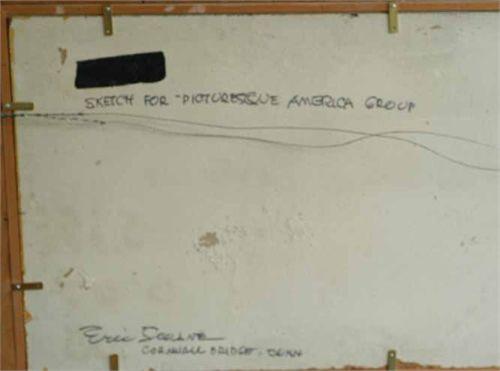 SKETCH FOR "PICTURESQUE AMERICA GROUP
Eric Sloane
CORNWALL BRIDGE · CONN